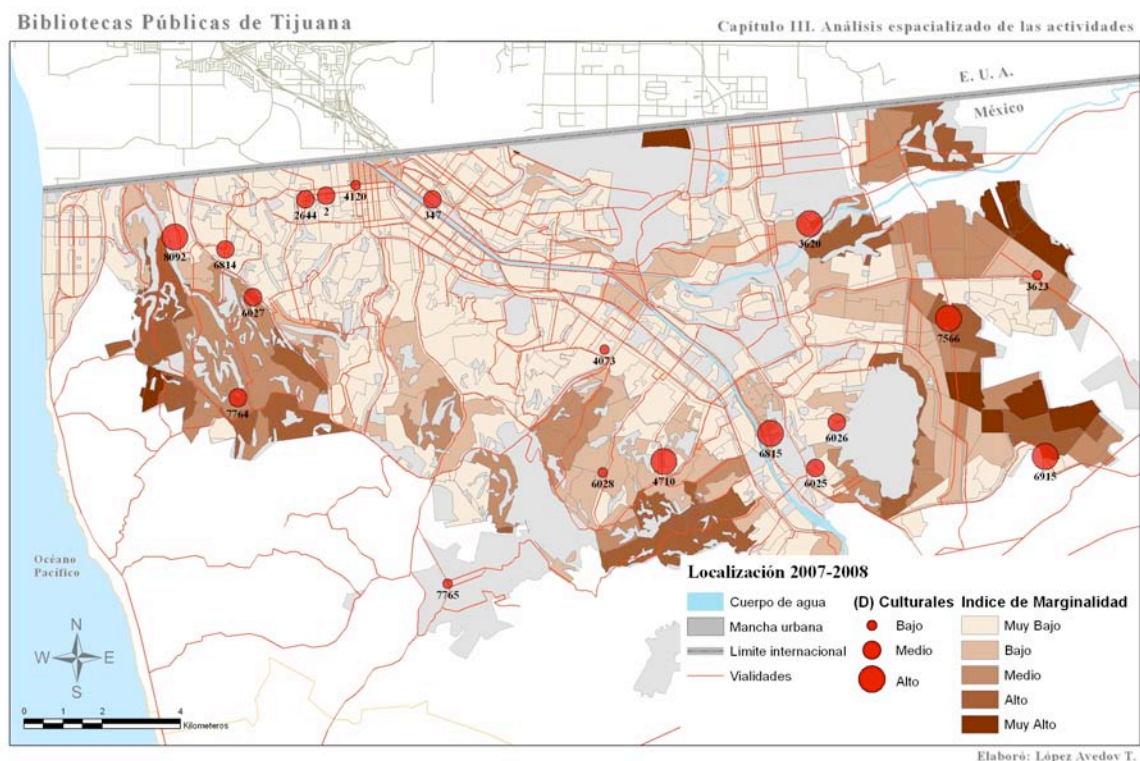 Bibliotecas Públicas de Tijuana
Capítulo III. Análisis espacializado de las actividades
E. U. A.
México
4120
2644
2
347
8092
6814
3620
3623
6027
7566
4073
7764
6026
6815
6028
4710
6025
6915
7765
Océano
Pacífico
N
W
E
S
0
1
2
4
Kilometeros
Localización 2007-2008
Cuerpo de agua
Mancha urbana
Limite internacional
Vialidades
(D) Culturales
Bajo
Medio
Alto
Indice de Marginalidad
Muy Bajo
Bajo
Medio
Alto
Muy Alto
Elaboró: López Avedoy T.